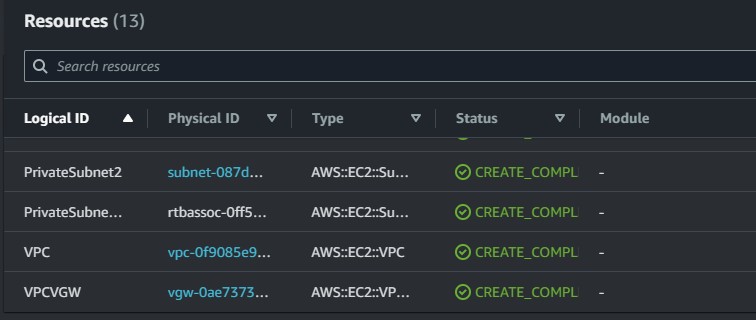 Resources (13)
Search resources
Logical ID Physical ID Type Status Module
PrivateSubnet2 subnet-087d... AWS::EC2::Su... CREATE_COMPL -
PrivateSubne... rtbassoc-0ff5... AWS::EC2::Su... CREATE_COMPL -
VPC vpc-0f9085e9... AWS::EC2::VPC CREATE_COMPL -
VPCVGW vgw-0ae7373... AWS::EC2::VP... CREATE_COMPL -